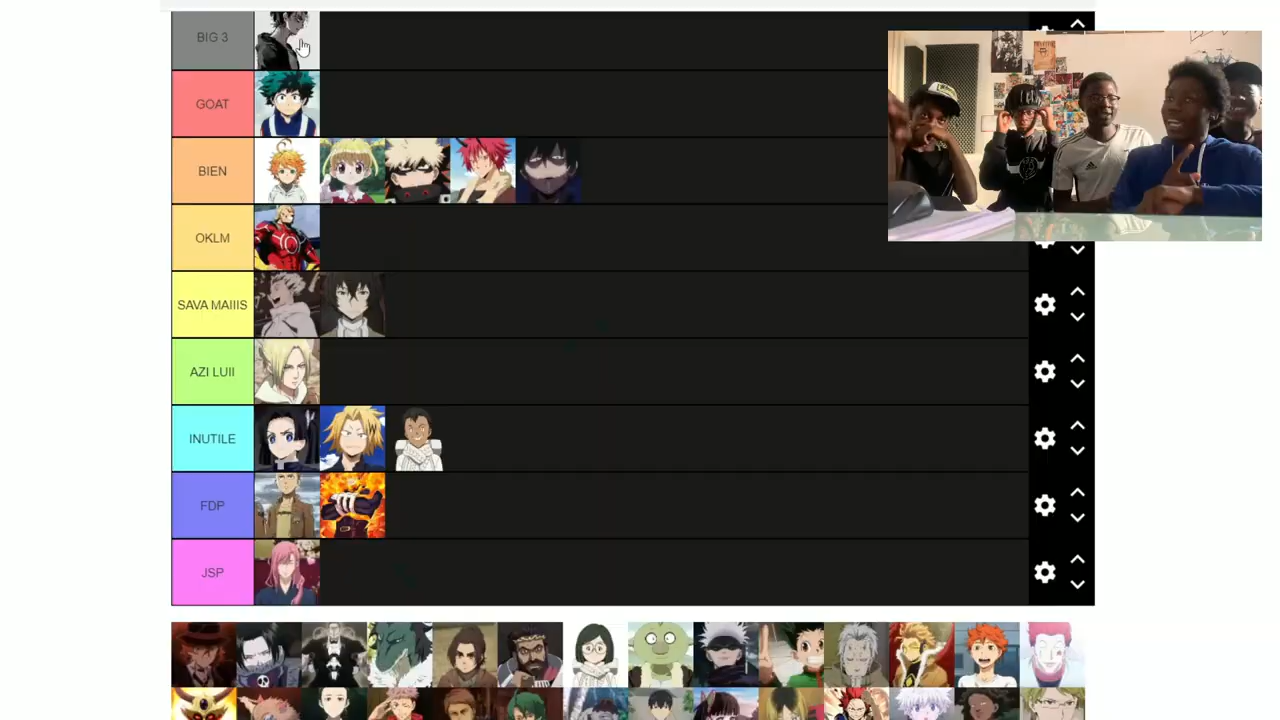 BIG 3
GOAT
BIEN
OKLM
SAVA MAIIIS
AZI LUII
INUTILE
FDP
JSP